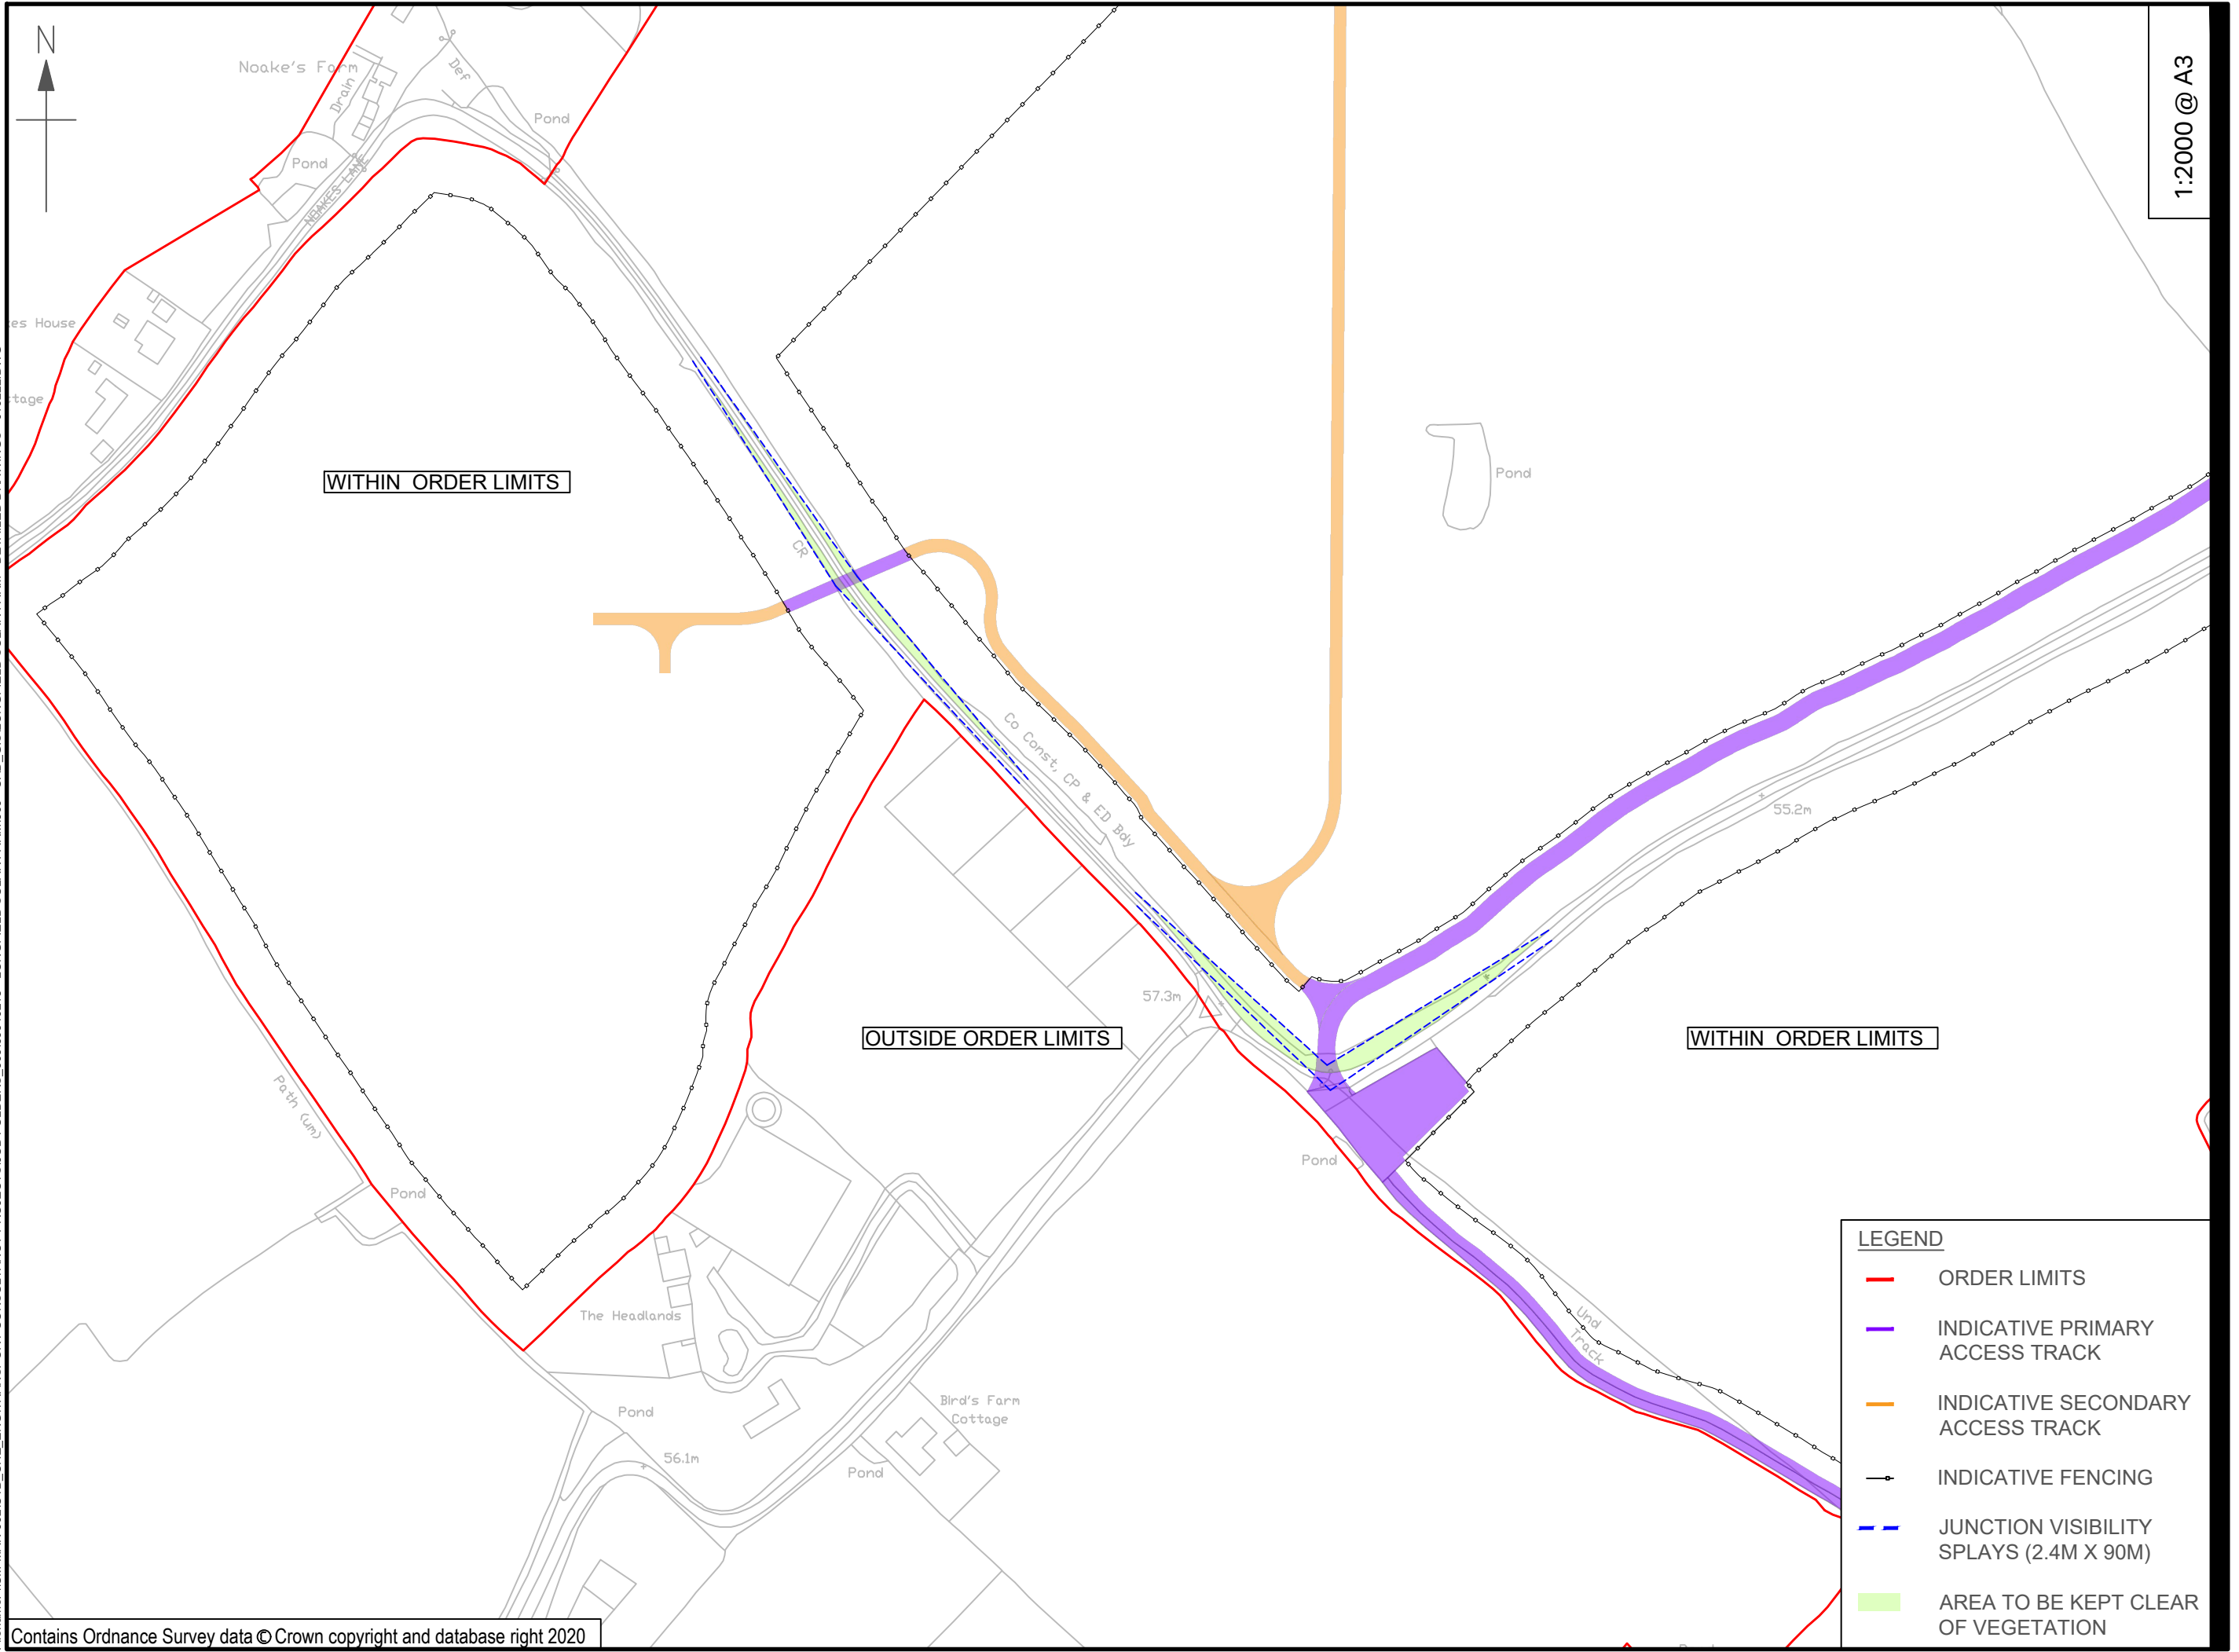 N
Noake's Farm
Drain
Def
Pond
Pond
NOAKES LANE
1:2000 @ A3
es House
tage
WITHIN  ORDER LIMITS
Pond
CR
Co Const, CP & ED Bdy
55.2m
57.3m
OUTSIDE ORDER LIMITS
WITHIN  ORDER LIMITS
Path (um)
Pond
Pond
The Headlands
Und
Track
Bird's Farm
Cottage
Pond
56.1m
Pond
LEGEND
ORDER LIMITS
INDICATIVE PRIMARY
ACCESS TRACK
INDICATIVE SECONDARY
ACCESS TRACK
INDICATIVE FENCING
JUNCTION VISIBILITY
SPLAYS (2.4M X 90M)
AREA TO BE KEPT CLEAR
OF VEGETATION
Contains Ordnance Survey data © Crown copyright and database right 2020